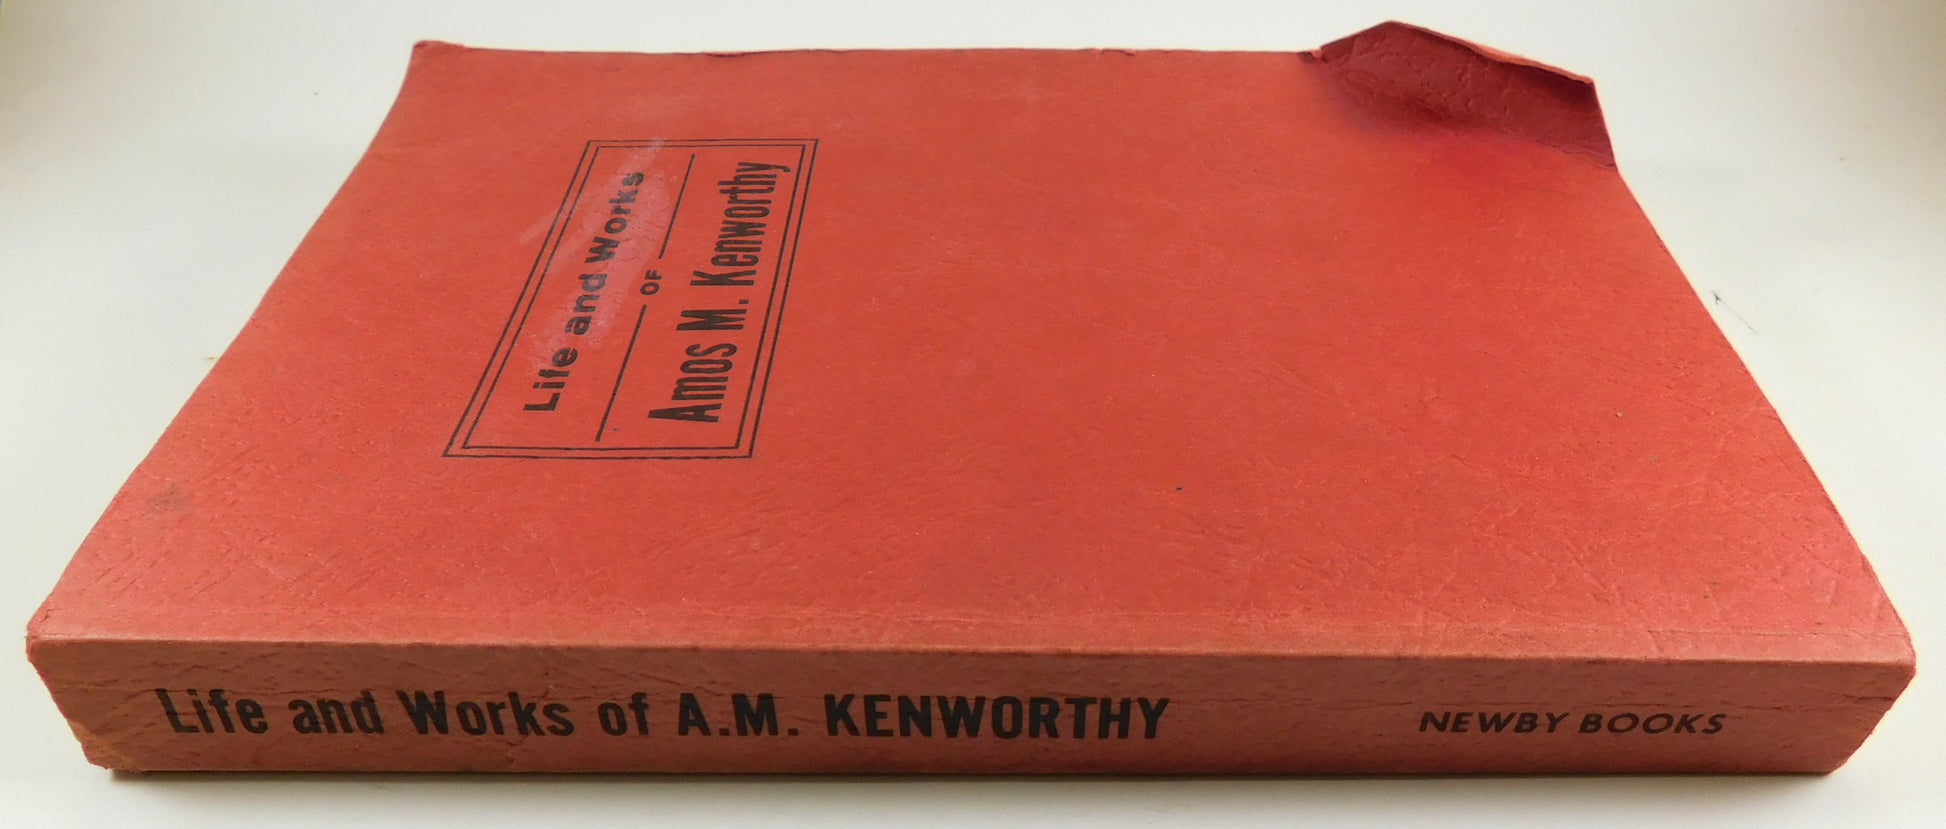 Life and Works
OF
Amos M. Kenworthy
Life and Works of A.M. KENWORTHY
NEWBY BOOKS